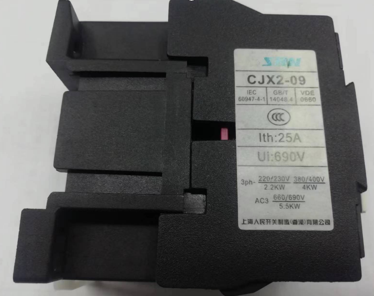 CJX2-09
IEC GB/T VDE
60947-4-1 14048.4 0660
CCC
Ith:25A
Ui:690V
3ph 220/230V 380/400V
2.2KW 4KW
AC3 660/690V
5.5KW